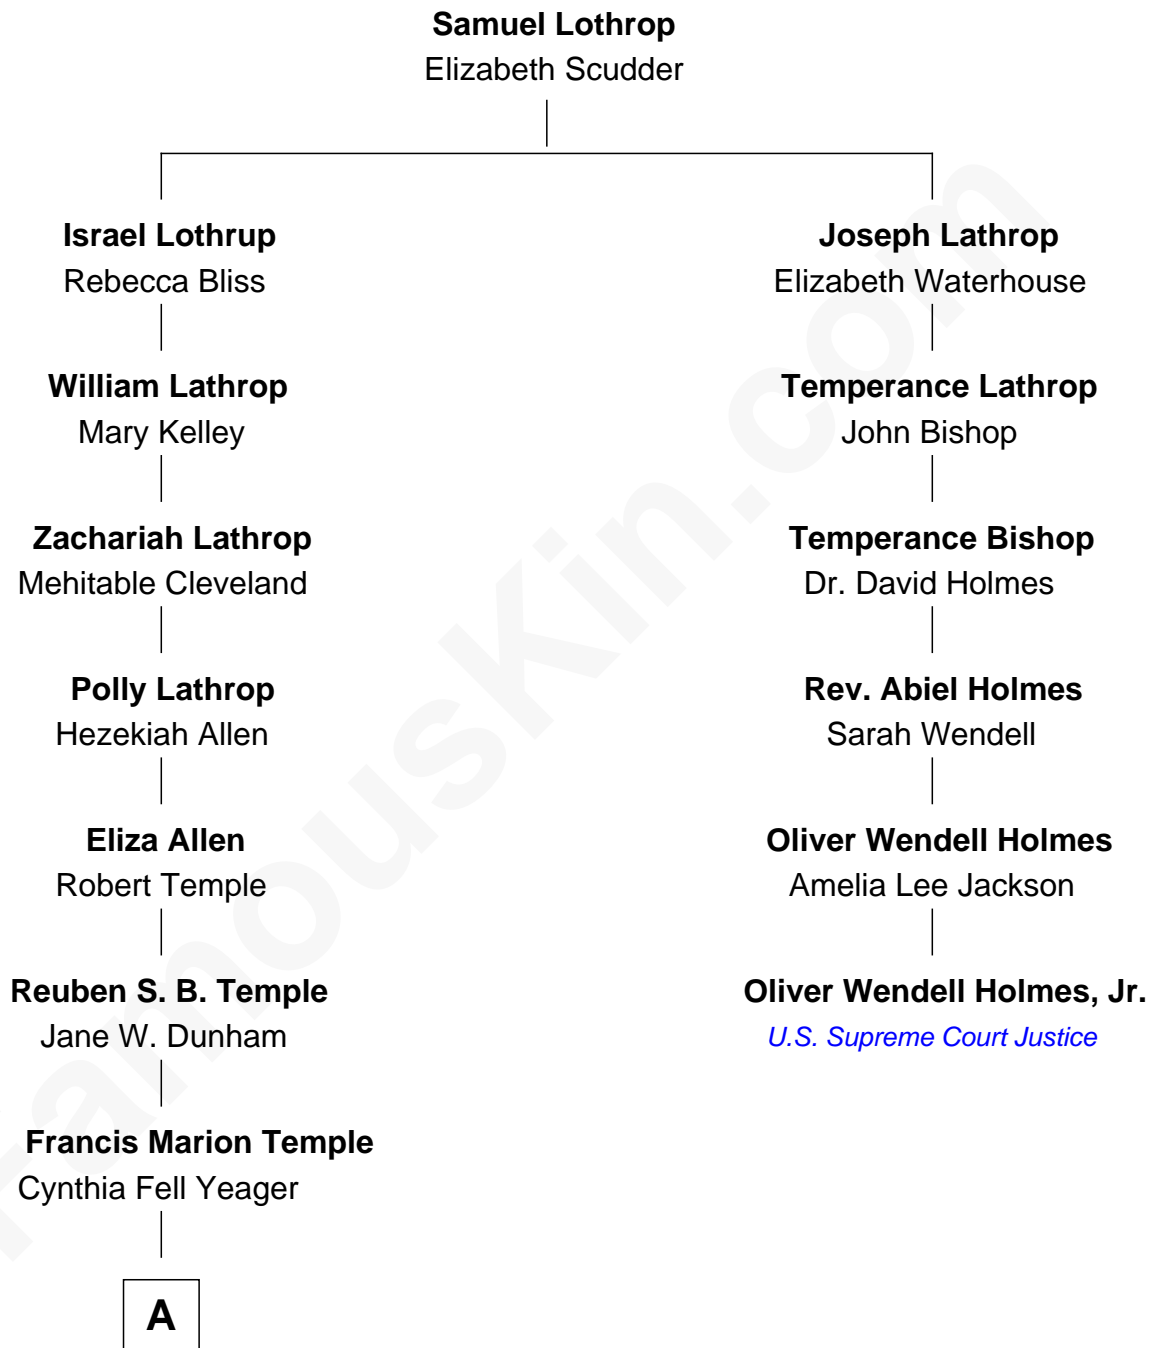 Samuel Lothrop
Elizabeth Scudder
Israel Lothrup
Rebecca Bliss
Joseph Lathrop
Elizabeth Waterhouse
William Lathrop
Mary Kelley
Temperance Lathrop
John Bishop
Zachariah Lathrop
Mehitable Cleveland
Temperance Bishop
Dr. David Holmes
Polly Lathrop
Hezekiah Allen
Rev. Abiel Holmes
Sarah Wendell
Eliza Allen
Robert Temple
Oliver Wendell Holmes
Amelia Lee Jackson
Reuben S. B. Temple
Jane W. Dunham
Oliver Wendell Holmes, Jr.
U.S. Supreme Court Justice
Francis Marion Temple
Cynthia Fell Yeager
A
FamousKin.com